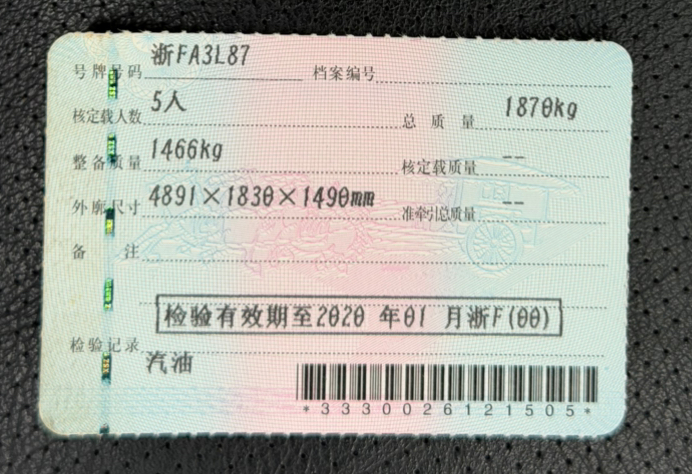 号牌号码 浙FA3L87 档案编号
核定载人数 5人 总质量 1870kg
整备质量 1466kg 核定载质量 --
外廓尺寸 4891×1830×1490mm 准牵引总质量 --
备注
检验有效期至2020 年01 月浙F(00)
检验记录
汽油
*3330026121505*